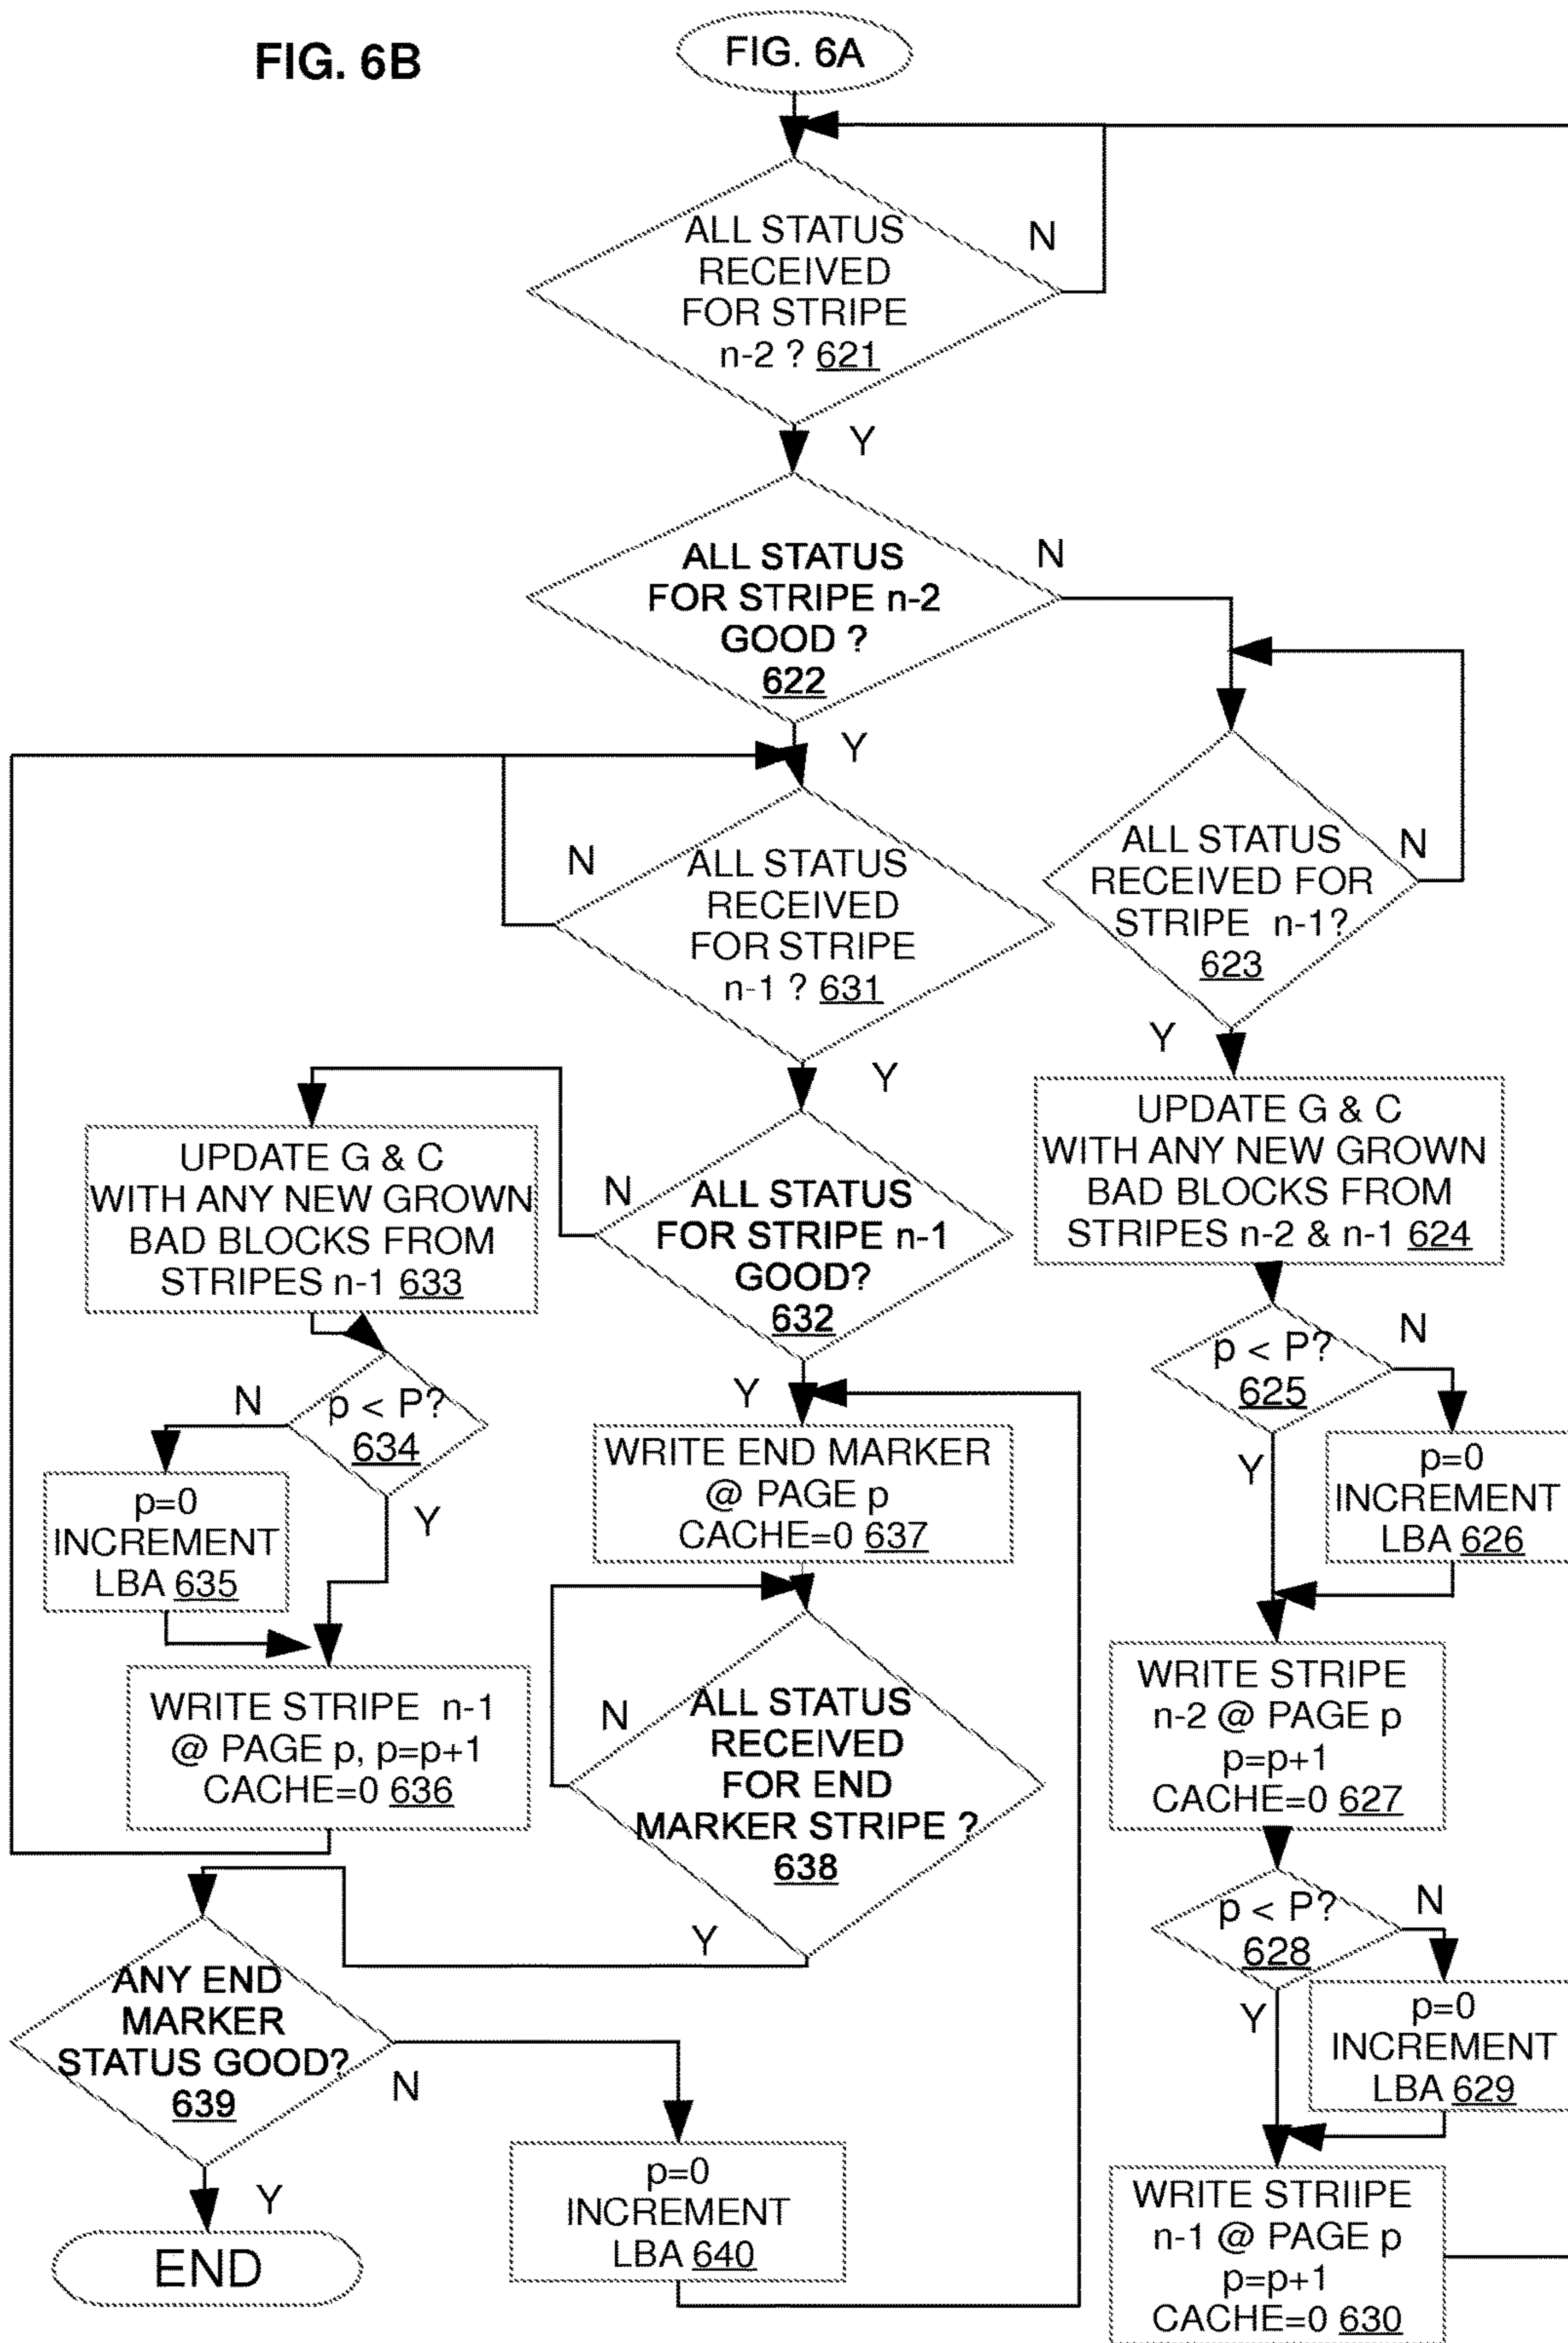 FIG. 6B
FIG. 6A
ALL STATUS
RECEIVED
FOR STRIPE
n-2 ? 621
N
Y
ALL STATUS
FOR STRIPE n-2
GOOD ?
622
N
Y
ALL STATUS
RECEIVED FOR
STRIPE n-1?
623
N
Y
ALL STATUS
RECEIVED
FOR STRIPE
n-1 ? 631
N
Y
UPDATE G & C
WITH ANY NEW GROWN
BAD BLOCKS FROM
STRIPES n-2 & n-1 624
UPDATE G & C
WITH ANY NEW GROWN
BAD BLOCKS FROM
STRIPES n-1 633
N
ALL STATUS
FOR STRIPE n-1
GOOD?
632
Y
p < P?
625
N
Y
p=0
INCREMENT
LBA 626
N
p < P?
634
Y
p=0
INCREMENT
LBA 635
WRITE END MARKER
@ PAGE p
CACHE=0 637
WRITE STRIPE n-1
@ PAGE p, p=p+1
CACHE=0 636
N
ALL STATUS
RECEIVED
FOR END
MARKER STRIPE ?
638
Y
WRITE STRIPE
n-2 @ PAGE p
p=p+1
CACHE=0 627
p < P?
628
N
Y
p=0
INCREMENT
LBA 629
ANY END
MARKER
STATUS GOOD?
639
N
Y
END
p=0
INCREMENT
LBA 640
WRITE STRIIPE
n-1 @ PAGE p
p=p+1
CACHE=0 630